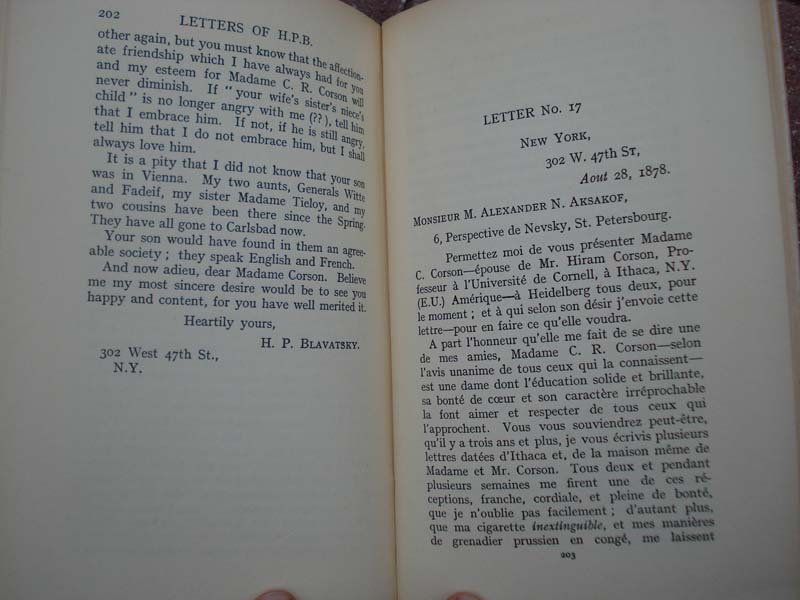 202
LETTERS OF H.P.B.
other again, but you must know that the affection-
ate friendship which I have always had for you
and my esteem for Madame C. R. Corson will
never diminish. If "your wife's sister's niece's
child" is no longer angry with me (??), tell him
that I embrace him. If not, if he is still angry,
tell him that I do not embrace him, but I shall
always love him.
It is a pity that I did not know that your son
was in Vienna. My two aunts, Generals Witte
and Fadeif, my sister Madame Tieloy, and my
two cousins have been there since the Spring.
They have all gone to Carlsbad now.
Your son would have found in them an agree-
able society; they speak English and French.
And now adieu, dear Madame Corson. Believe
me my most sincere desire would be to see you
happy and content, for you have well merited it.
Heartily yours,
H. P. BLAVATSKY.
302 West 47th St.,
N.Y.
LETTER No. 17
NEW YORK,
302 W. 47th ST,
Aout 28, 1878.
MONSIEUR M. ALEXANDER N. AKSAKOF,
6, Perspective de Nevsky, St. Petersbourg.
Permettez moi de vous présenter Madame
C. Corson—épouse de Mr. Hiram Corson, Pro-
fesseur à l'Université de Cornell, à Ithaca, N.Y.
(E.U.) Amérique—à Heidelberg tous deux, pour
le moment; et à qui selon son désir j'envoie cette
lettre—pour en faire ce qu'elle voudra.
A part l'honneur qu'elle me fait de se dire une
de mes amies, Madame C. R. Corson—selon
l'avis unanime de tous ceux qui la connaissent—
est une dame dont l'éducation solide et brillante,
sa bonté de cœur et son caractère irréprochable
la font aimer et respecter de tous ceux qui
l'approchent. Vous vous souviendrez peut-être,
qu'il y a trois ans et plus, je vous écrivis plusieurs
lettres datées d'Ithaca et, de la maison même de
Madame et Mr. Corson. Tous deux et pendant
plusieurs semaines me firent une de ces ré-
ceptions, franche, cordiale, et pleine de bonté,
que je n'oublie pas facilement; d'autant plus,
que ma cigarette inextinguible, et mes manières
de grenadier prussien en congé, me laissent
203